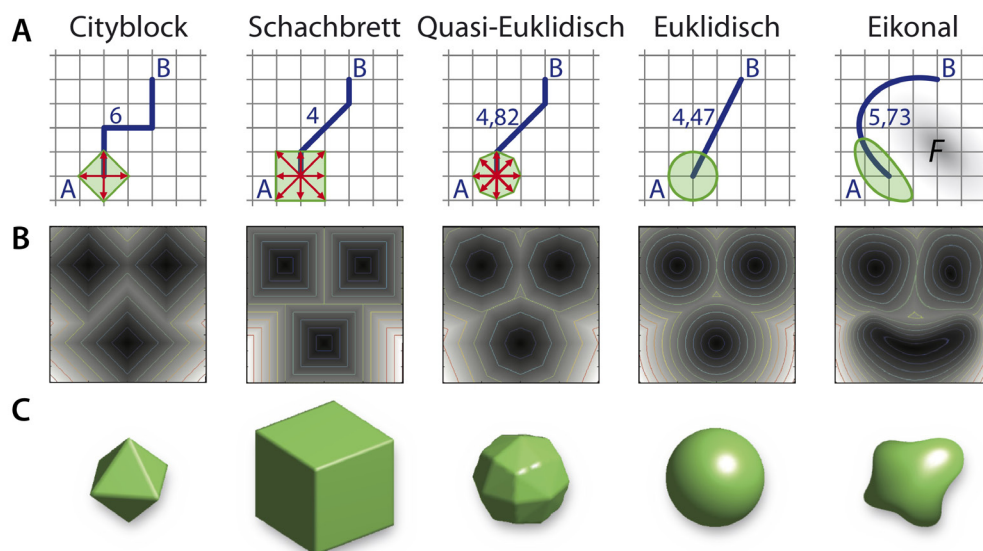 Cityblock Schachbrett Quasi-Euklidisch Euklidisch Eikonal
A
B B B B B
6 4 4,82 4,47 5,73
F
A A A A A
B
C